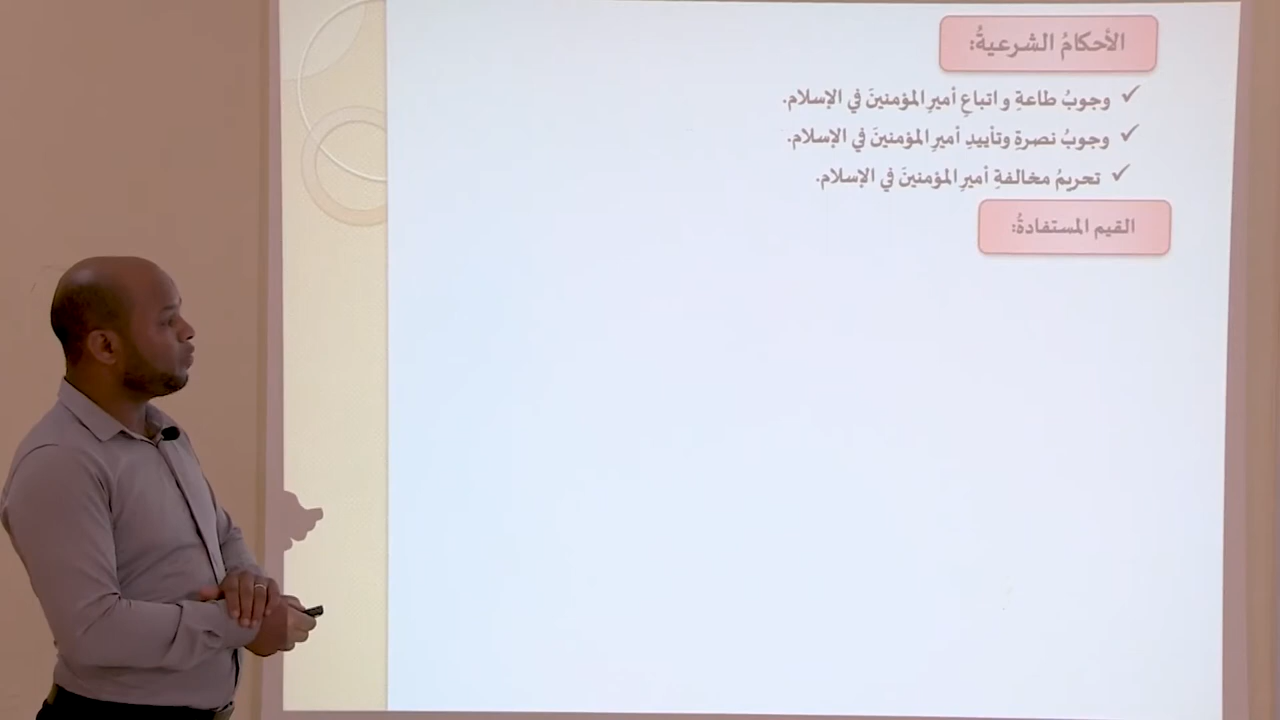 الأحكامُ الشرعيةُ:
✓ وجوبُ طاعةِ و اتباعِ أميرِ المؤمنينَ في الإسلام.
✓ وجوبُ نصرةِ وتأييدِ أميرِ المؤمنينَ في الإسلام.
✓ تحريمُ مخالفةِ أميرِ المؤمنينَ في الإسلام.
القيم المستفادةُ: